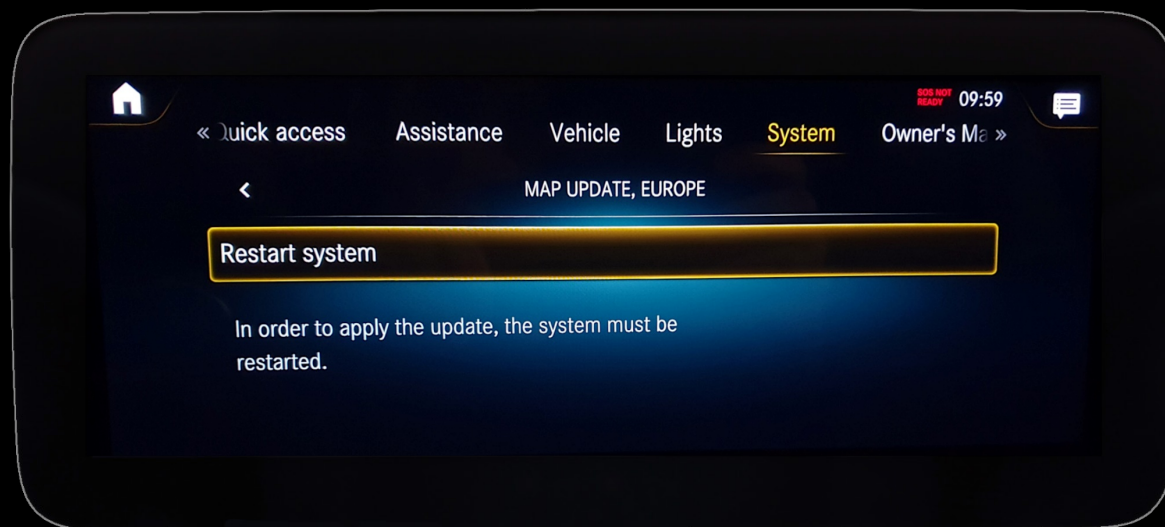 SOS NOT
READY 09:59
« Quick access Assistance Vehicle Lights System Owner's Ma »
MAP UPDATE, EUROPE
Restart system
In order to apply the update, the system must be
restarted.